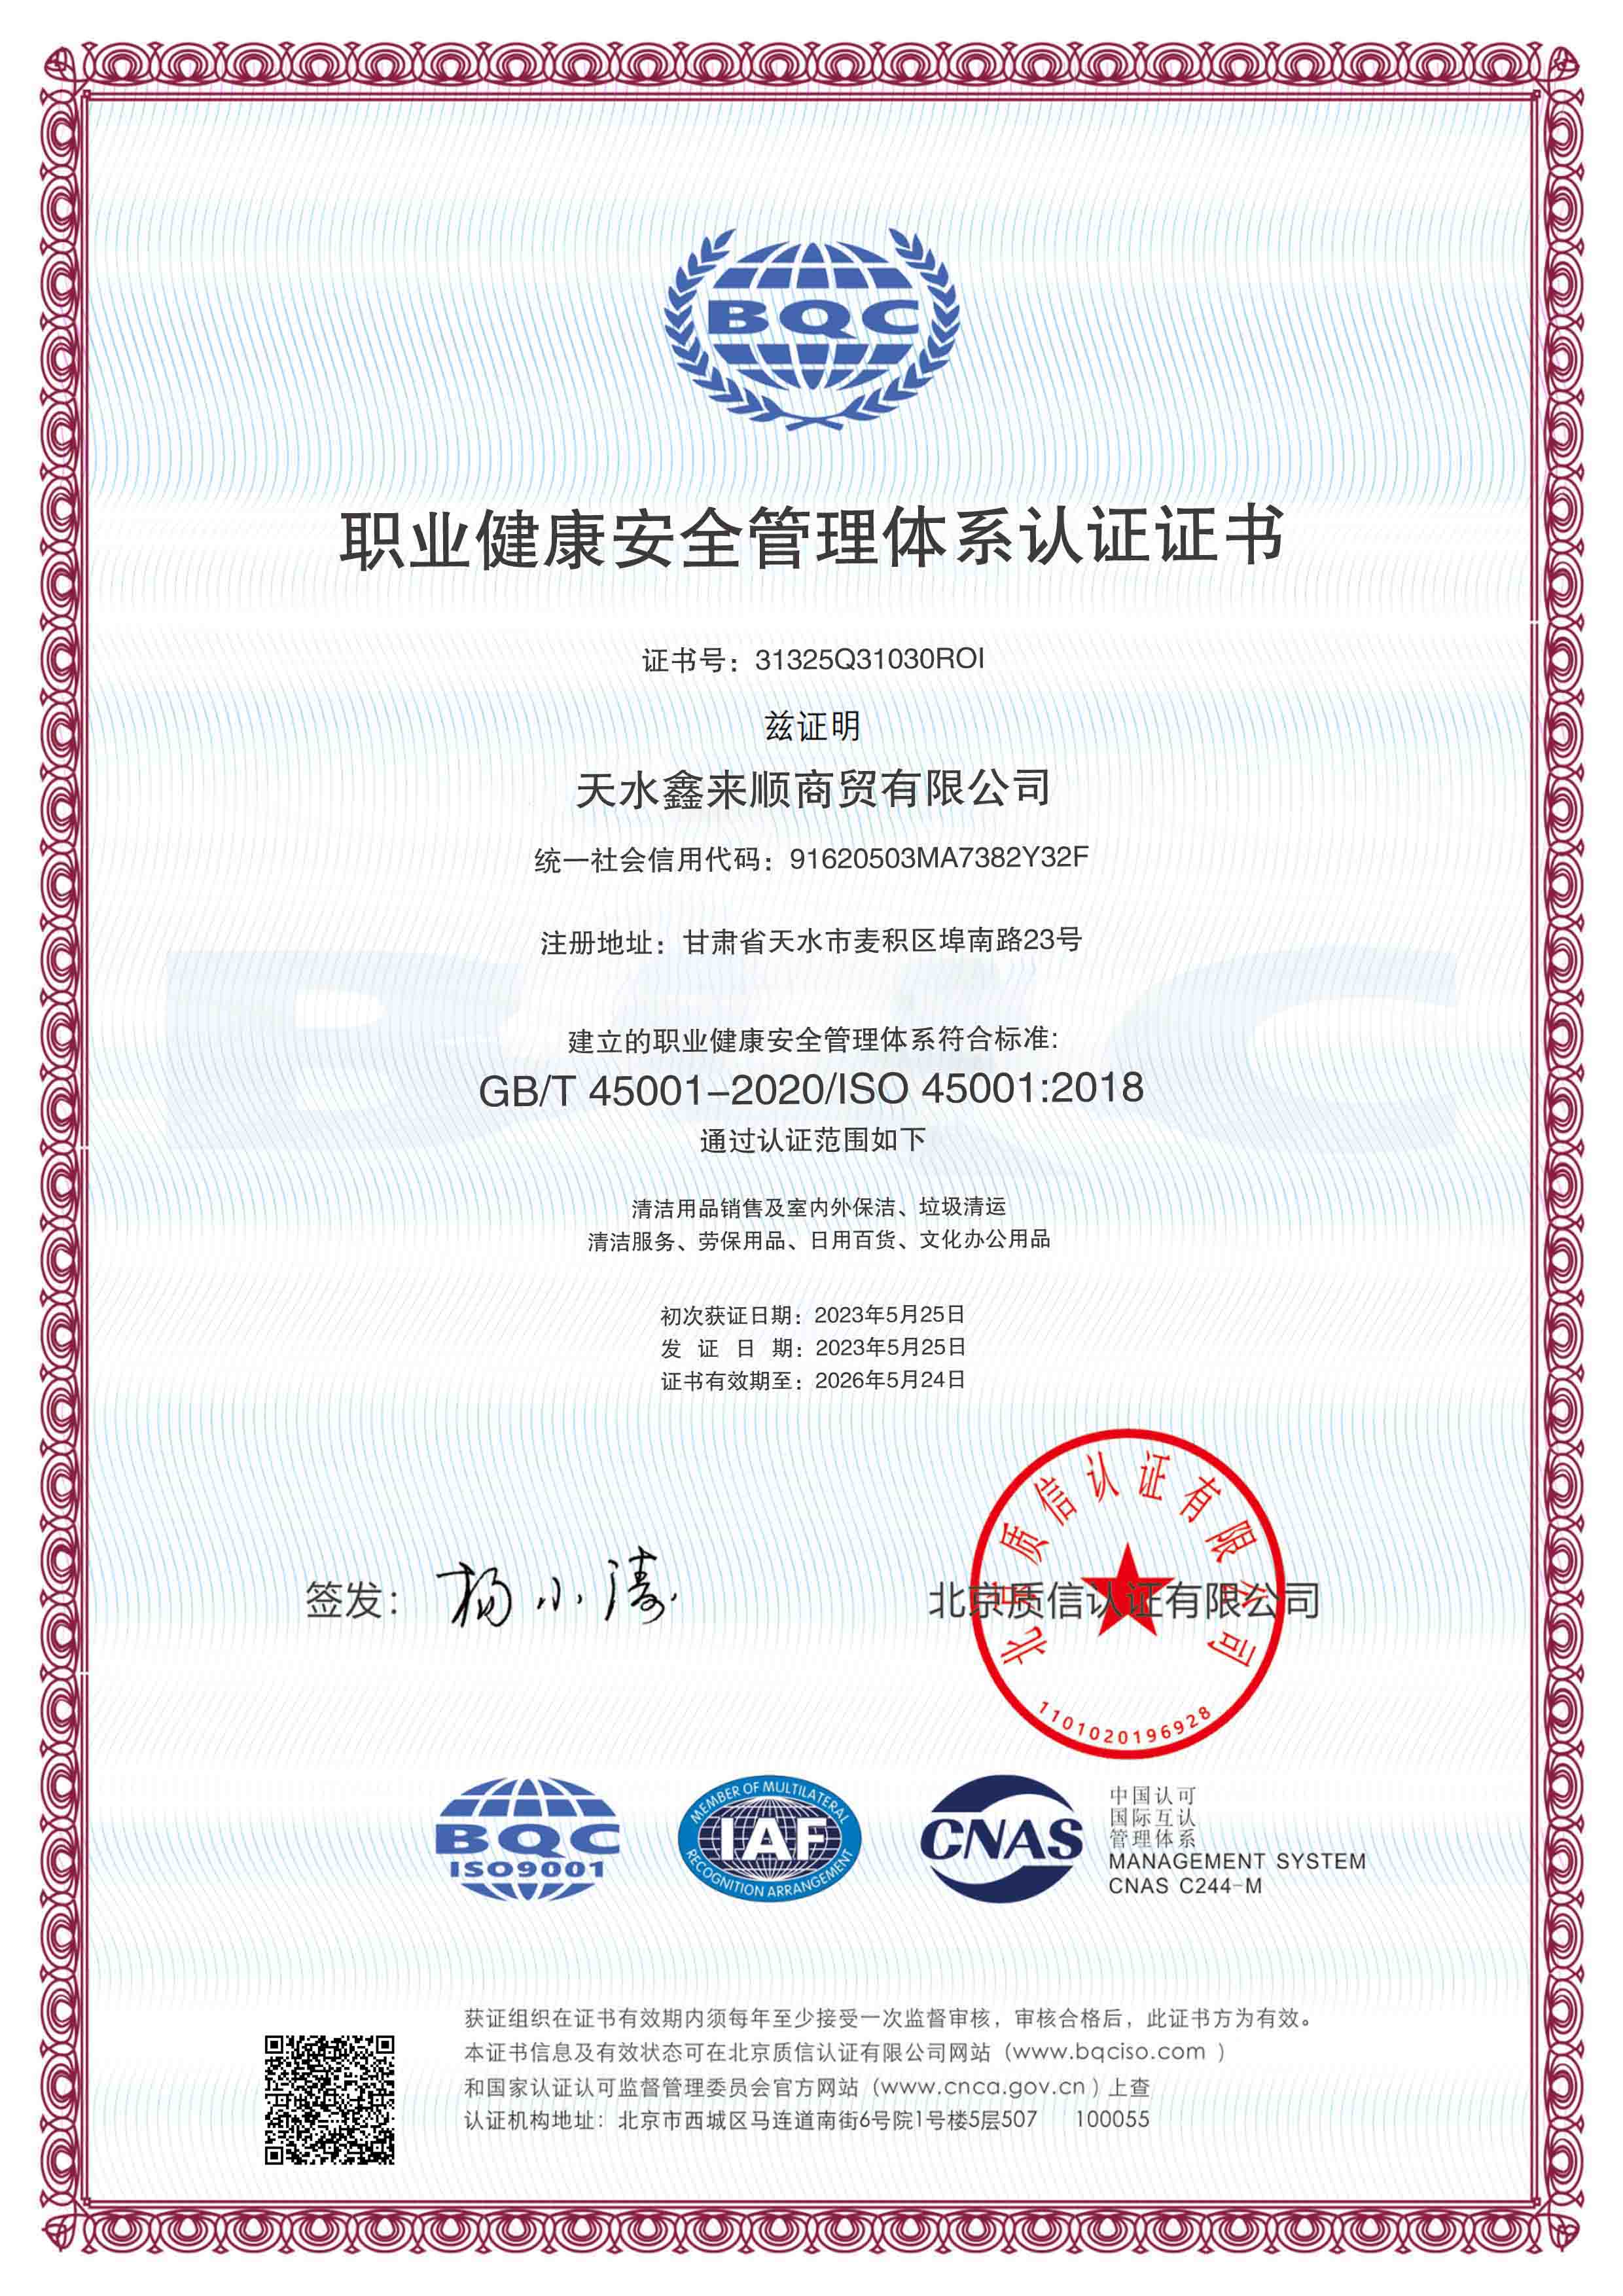 BQC
职业健康安全管理体系认证证书
证书号：31325Q31030ROI
兹证明
天水鑫来顺商贸有限公司
统一社会信用代码：91620503MA7382Y32F
注册地址：甘肃省天水市麦积区埠南路23号
建立的职业健康安全管理体系符合标准:
GB/T 45001-2020/ISO 45001:2018
通过认证范围如下
清洁用品销售及室内外保洁、垃圾清运
清洁服务、劳保用品、日用百货、文化办公用品
初次获证日期：2023年5月25日
发 证 日 期：2023年5月25日
证书有效期至：2026年5月24日
签发：杨小涛
北京质信认证有限公司
北京质信认证有限公司
1101020196928
BQC
ISO9001
MEMBER OF MULTILATERAL
IAF
RECOGNITION ARRANGEMENT
CNAS
中国认可
国际互认
管理体系
MANAGEMENT SYSTEM
CNAS C244-M
获证组织在证书有效期内须每年至少接受一次监督审核，审核合格后，此证书方为有效。
本证书信息及有效状态可在北京质信认证有限公司网站（www.bqciso.com ）
和国家认证认可监督管理委员会官方网站（www.cnca.gov.cn ）上查
认证机构地址：北京市西城区马连道南街6号院1号楼5层507 100055